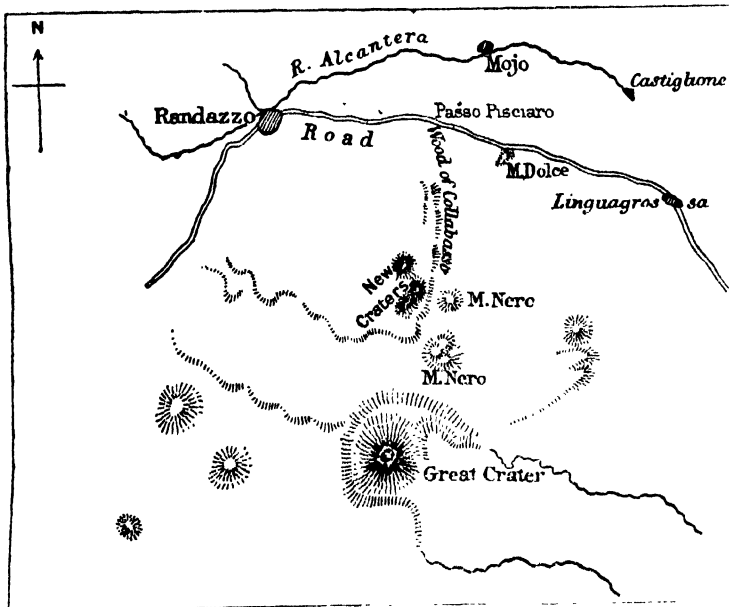 N
R. Alcantera
Mojo
Castiglione
Randazzo
Road
Passo Pisciaro
M. Dolce
Wood of Collabasso
Linguagrossa
New
Craters
M. Nero
M. Nero
Great Crater